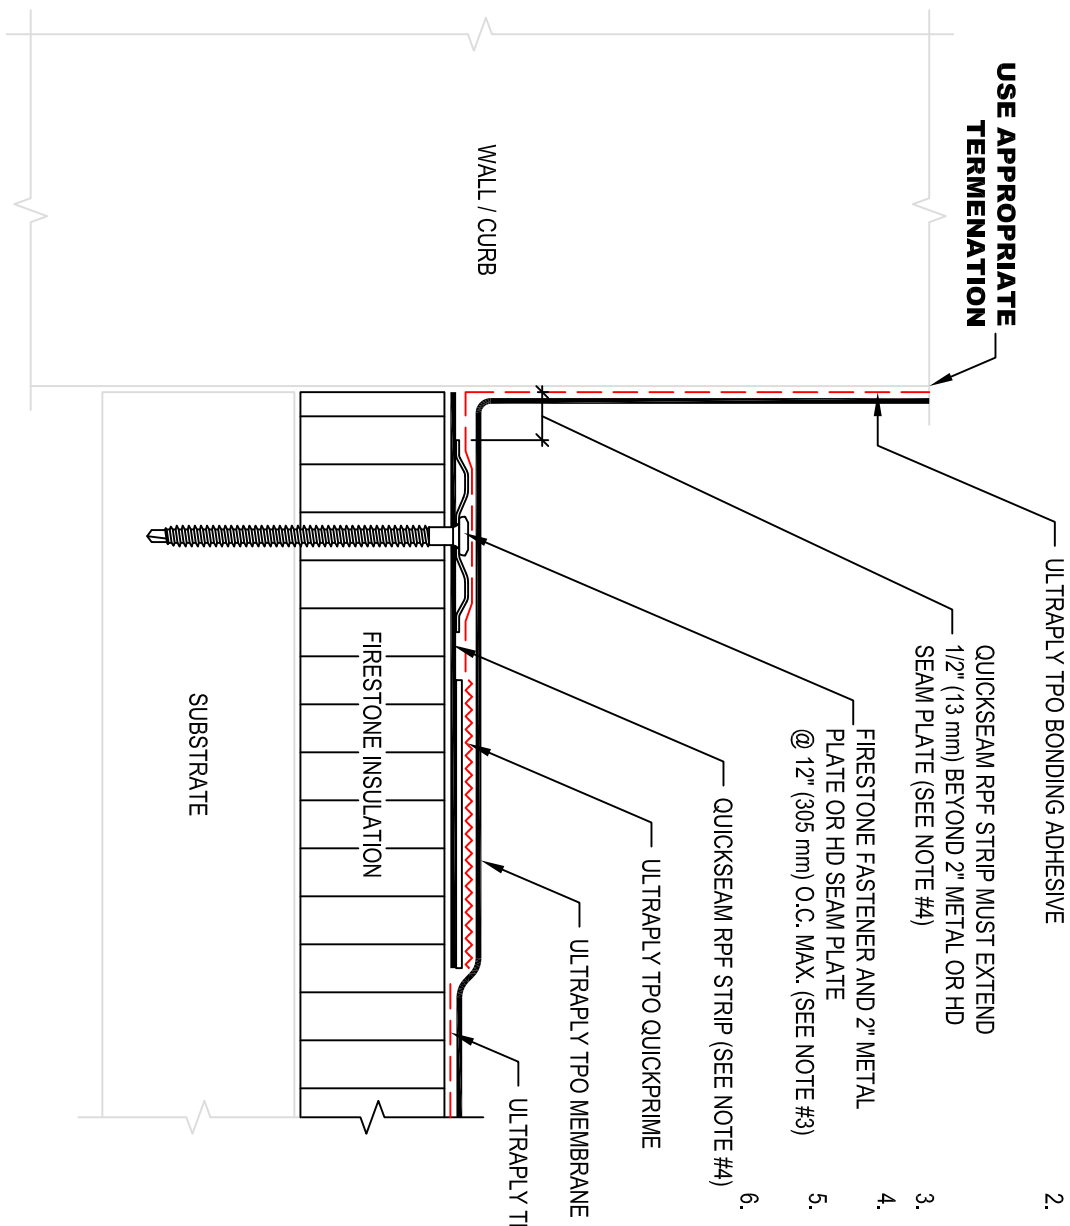 USE APPROPRIATE
TERMENATION
WALL / CURB
ULTRAPLY TPO BONDING ADHESIVE
QUICKSEAM RPF STRIP MUST EXTEND
1/2" (13 mm) BEYOND 2" METAL OR HD
SEAM PLATE (SEE NOTE #4)
FIRESTONE FASTENER AND 2" METAL
PLATE OR HD SEAM PLATE
@ 12" (305 mm) O.C. MAX. (SEE NOTE #3)
QUICKSEAM RPF STRIP (SEE NOTE #4)
ULTRAPLY TPO QUICKPRIME
ULTRAPLY TPO MEMBRANE
ULTRAPLY
FIRESTONE INSULATION
SUBSTRATE
2.
3.
4.
5.
6.